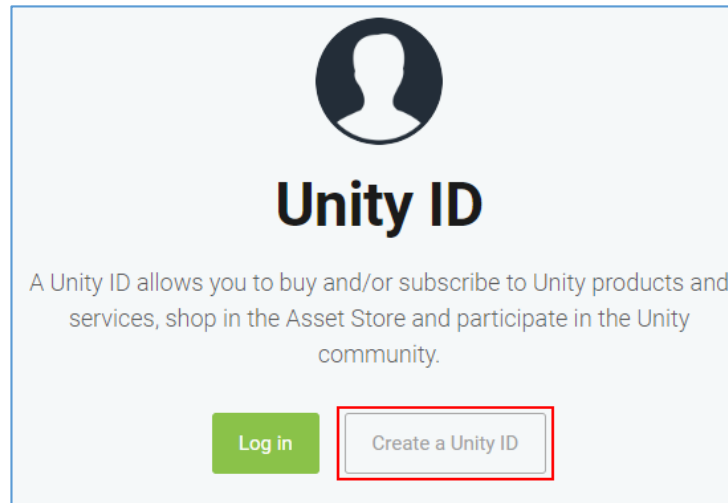 Unity ID
A Unity ID allows you to buy and/or subscribe to Unity products and
services, shop in the Asset Store and participate in the Unity
community.
Log in
Create a Unity ID